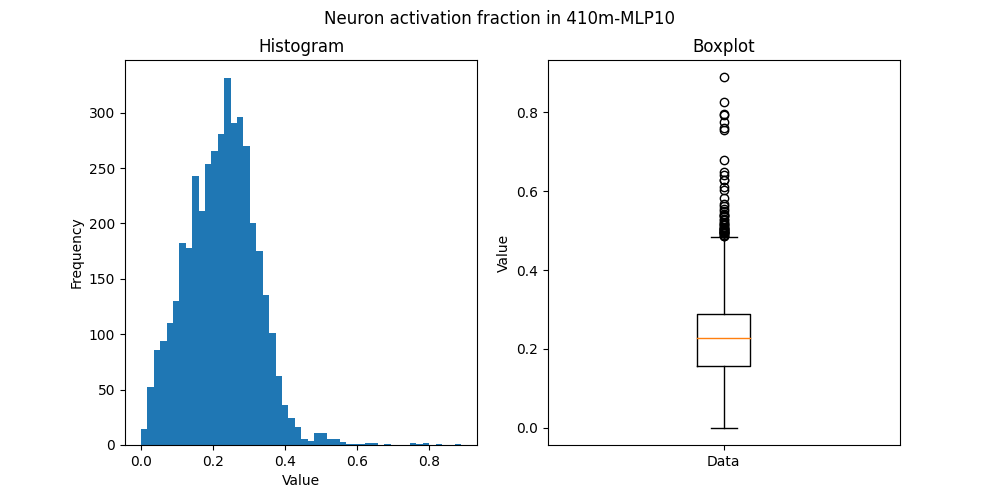 Neuron activation fraction in 410m-MLP10
Histogram
Frequency
300
250
200
150
100
50
0
0.0 0.2 0.4 0.6 0.8
Value
Boxplot
Value
0.8
0.6
0.4
0.2
0.0
Data